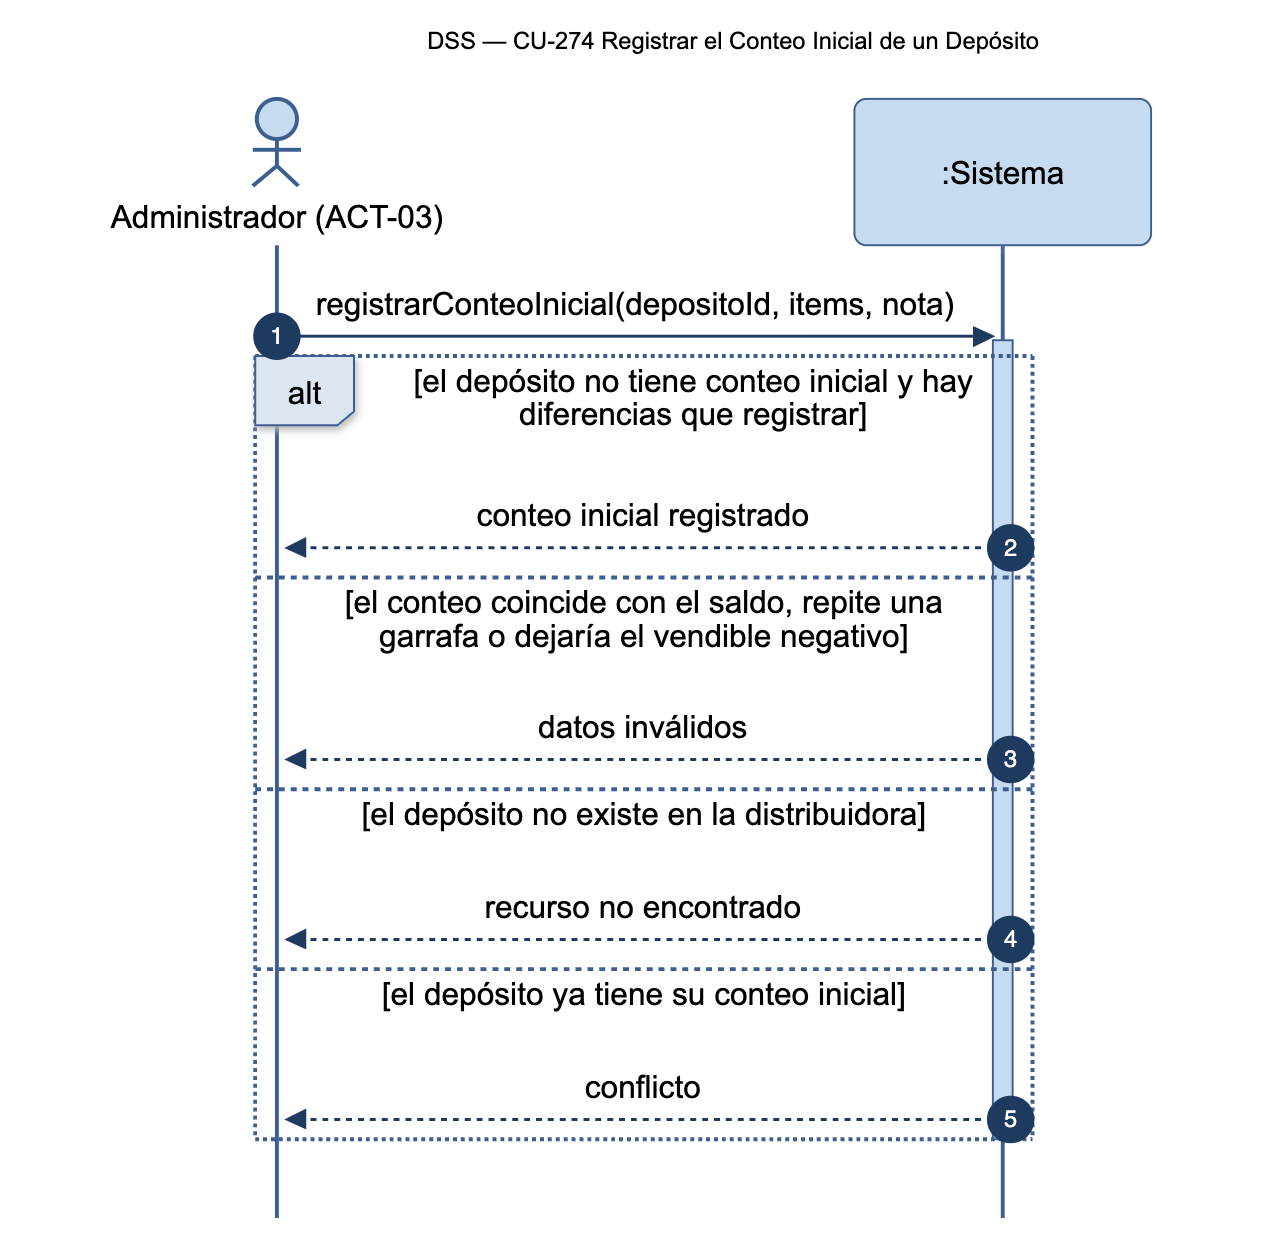 DSS — CU-274 Registrar el Conteo Inicial de un Depósito
:Sistema
Administrador (ACT-03)
registrarConteoInicial(depositoId, items, nota)
1
alt
[el depósito no tiene conteo inicial y hay
diferencias que registrar]
conteo inicial registrado
2
[el conteo coincide con el saldo, repite una
garrafa o dejaría el vendible negativo]
datos inválidos
3
[el depósito no existe en la distribuidora]
recurso no encontrado
4
[el depósito ya tiene su conteo inicial]
conflicto
5